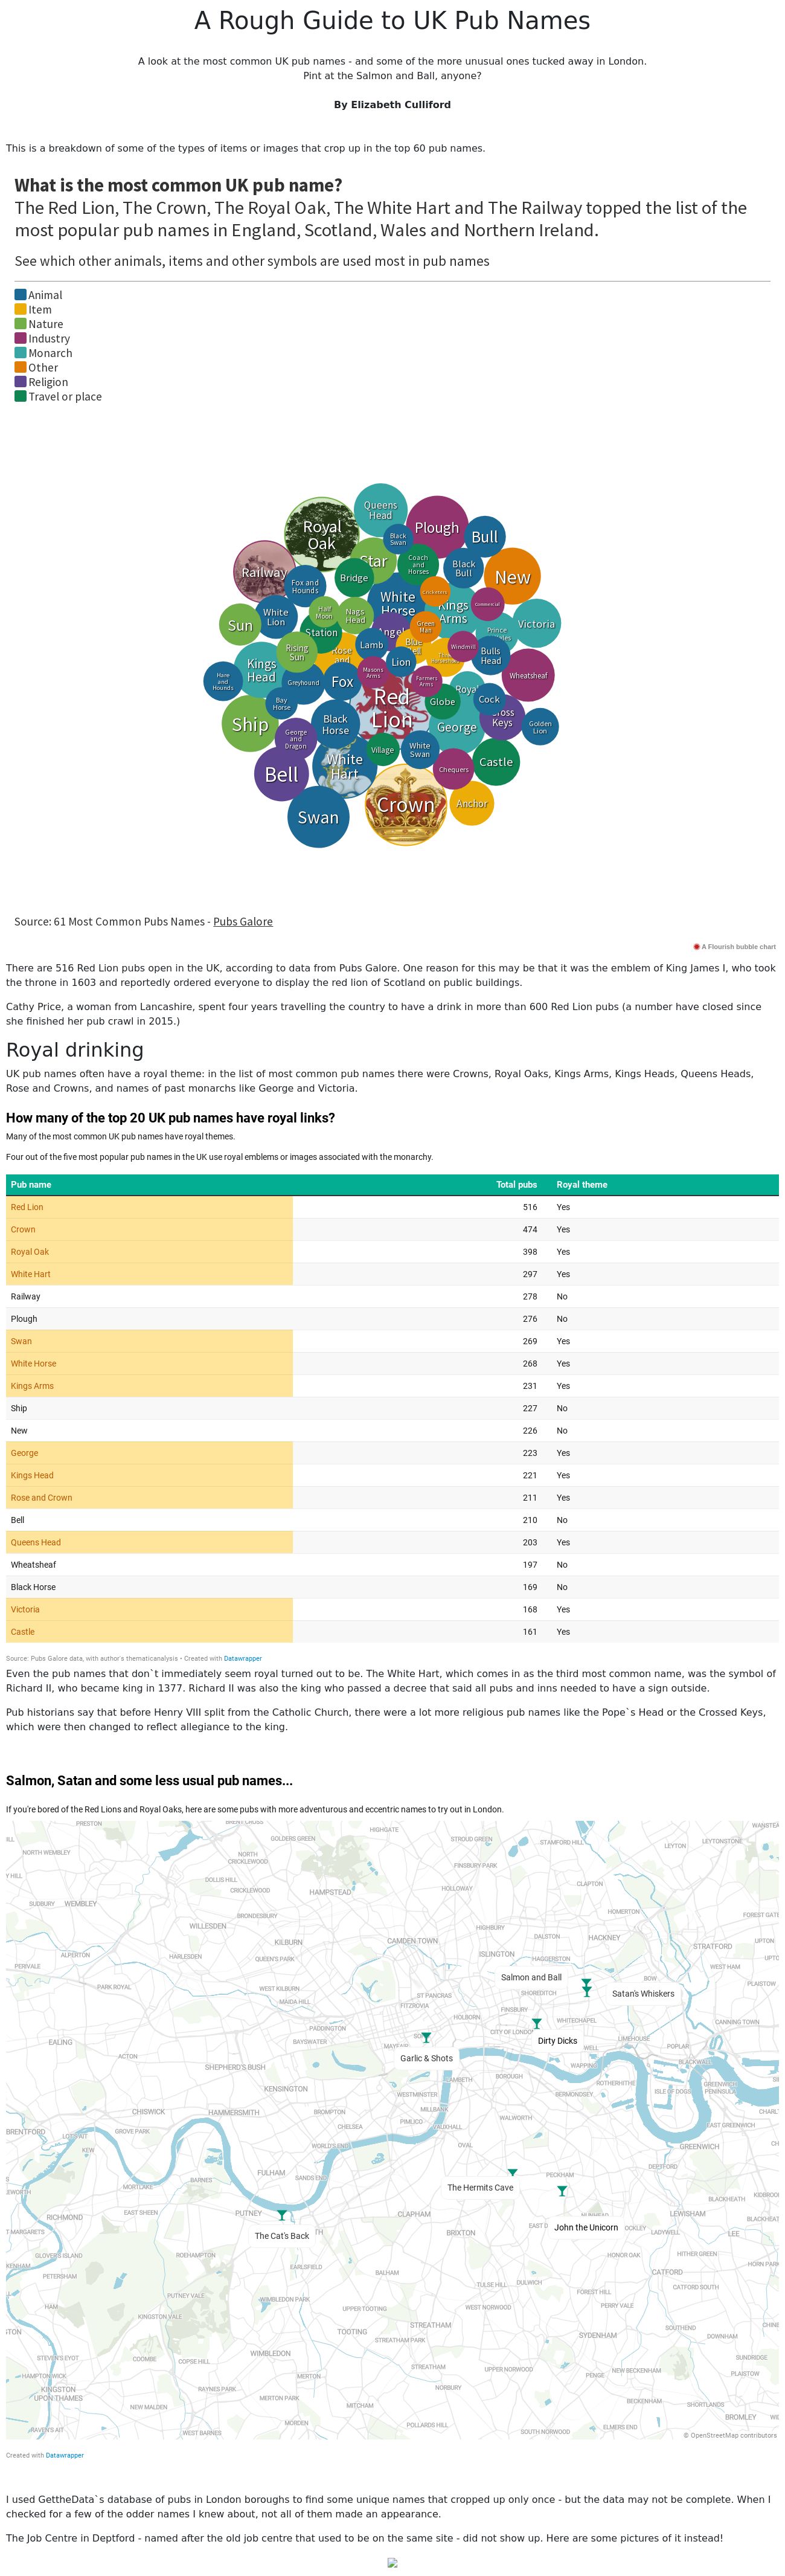 A Rough Guide to UK Pub Names
A look at the most common UK pub names - and some of the more unusual ones tucked away in London.
Pint at the Salmon and Ball, anyone?
By Elizabeth Culliford
This is a breakdown of some of the types of items or images that crop up in the top 60 pub names.
What is the most common UK pub name?
The Red Lion, The Crown, The Royal Oak, The White Hart and The Railway topped the list of the
most popular pub names in England, Scotland, Wales and Northern Ireland.
See which other animals, items and other symbols are used most in pub names
Animal
Item
Nature
Industry
Monarch
Other
Religion
Travel or place
Queens
Head
Royal
Oak
Plough
Black
Swan
Bull
Star
Coach
and
Horses
Railway
Fox and
Hounds
Bridge
Black
Bull
New
White
Horse
Cricketers
Kings
Arms
Commercial
Half
Moon
Nags
Head
White
Lion
Sun
Station
Angel
Green
Man
Prince
Victoria
Rising
Sun
Rose
and
Lamb
Blue
Bell
Windmill
Bulls
Head
Kings
Head
Lion
Hare
and
Hounds
Greyhound
Fox
Masons
Arms
Farmers
Arms
Wheatsheaf
Bay
Horse
Red
Lion
Royal
Globe
Cock
Cross
Keys
Golden
Lion
Ship
Black
Horse
George
George
and
Dragon
Village
White
Swan
Castle
Bell
White
Hart
Chequers
Swan
Crown
Anchor
Source: 61 Most Common Pubs Names - Pubs Galore
A Flourish bubble chart
There are 516 Red Lion pubs open in the UK, according to data from Pubs Galore. One reason for this may be that it was the emblem of King James I, who took
the throne in 1603 and reportedly ordered everyone to display the red lion of Scotland on public buildings.
Cathy Price, a woman from Lancashire, spent four years travelling the country to have a drink in more than 600 Red Lion pubs (a number have closed since
she finished her pub crawl in 2015.)
Royal drinking
UK pub names often have a royal theme: in the list of most common pub names there were Crowns, Royal Oaks, Kings Arms, Kings Heads, Queens Heads,
Rose and Crowns, and names of past monarchs like George and Victoria.
How many of the top 20 UK pub names have royal links?
Many of the most common UK pub names have royal themes.
Four out of the five most popular pub names in the UK use royal emblems or images associated with the monarchy.
Pub name Total pubs Royal theme
Red Lion 516 Yes
Crown 474 Yes
Royal Oak 398 Yes
White Hart 297 Yes
Railway 278 No
Plough 276 No
Swan 269 Yes
White Horse 268 Yes
Kings Arms 231 Yes
Ship 227 No
New 226 No
George 223 Yes
Kings Head 221 Yes
Rose and Crown 211 Yes
Bell 210 No
Queens Head 203 Yes
Wheatsheaf 197 No
Black Horse 169 No
Victoria 168 Yes
Castle 161 Yes
Source: Pubs Galore data, with author's thematicanalysis • Created with Datawrapper
Even the pub names that don`t immediately seem royal turned out to be. The White Hart, which comes in as the third most common name, was the symbol of
Richard II, who became king in 1377. Richard II was also the king who passed a decree that said all pubs and inns needed to have a sign outside.
Pub historians say that before Henry VIII split from the Catholic Church, there were a lot more religious pub names like the Pope`s Head or the Crossed Keys,
which were then changed to reflect allegiance to the king.
Salmon, Satan and some less usual pub names...
If you're bored of the Red Lions and Royal Oaks, here are some pubs with more adventurous and eccentric names to try out in London.
PRESTON
HIGHGATE
GOLDERS GREEN
STROUD GREEN
STAMFORD HILL
LEYTON
LEYTONSTONE
NORTH WEMBLEY
NORTH
CRICKLEWOOD
FINSBURY PARK
DOLLIS HILL
CRICKLEWOOD
HAMPSTEAD
HOLLOWAY
CLAPTON
SUDBURY
WEMBLEY
HOMERTON
BRONDESBURY
FOREST GATE
WILLESDEN
HIGHBURY
KILBURN
CAMDEN TOWN
DALSTON
HACKNEY
STRATFORD
UPTON
ALPERTON
HARLESDEN
QUEEN'S PARK
ISLINGTON
HAGGERSTON
PERIVALE
WEST HAM
Salmon and Ball
BOW
PLAISTOW
PARK ROYAL
WEST KILBURN
ST PANCRAS
SHOREDITCH
Satan's Whiskers
MAIDA HILL
FITZROVIA
HOLBORN
FINSBURY
WHITECHAPEL
CANNING TOWN
PADDINGTON
CITY OF LONDON
Dirty Dicks
LIMEHOUSE
EALING
BAYSWATER
POPLAR
ACTON
Garlic & Shots
WAPPING
BLACKWALL
SHEPHERD'S BUSH
LAMBETH
BOROUGH
ROTHERHITHE
KENSINGTON
WESTMINSTER
BERMONDSEY
ISLE OF DOGS
GREENWICH
PENINSULA
CHISWICK
HAMMERSMITH
BROMPTON
MILLBANK
WALWORTH
BRENTFORD
GROVE PARK
CHELSEA
PIMLICO
VAUXHALL
EAST GREENWICH
KEW
WORLD'S END
OVAL
GREENWICH
BARNES
FULHAM
SANDS END
PECKHAM
DEPTFORD
MORTLAKE
The Hermits Cave
BLACKHEATH
RICHMOND
EAST SHEEN
PUTNEY
CLAPHAM
LEWISHAM
The Cat's Back
BRIXTON
John the Unicorn
LADYWELL
LEE
ROEHAMPTON
HONOR OAK
HITHER GREEN
PETERSHAM
EARLSFIELD
BALHAM
CATFORD
TULSE HILL
DULWICH
CATFORD SOUTH
PUTNEY VALE
WIMBLEDON PARK
FOREST HILL
HAM
UPPER TOOTING
WEST NORWOOD
PERRY VALE
KINGSTON VALE
STREATHAM
SOUTHEND
TOOTING
STREATHAM PARK
SYDENHAM
DOWNHAM
COOMBE
COPSE HILL
WIMBLEDON
SUNDRIDGE
STREATHAM
UPPER NORWOOD
NEW BECKENHAM
PLAISTOW
KINGSTON
UPON THAMES
RAYNES PARK
MERTON
PENGE
NORBURY
MERTON PARK
BECKENHAM
SHORTLANDS
NEW MALDEN
MITCHAM
BROMLEY
MORDEN
POLLARDS HILL
ELMERS END
WEST BARNES
SOUTH NORWOOD
© OpenStreetMap contributors
Created with Datawrapper
I used GettheData`s database of pubs in London boroughs to find some unique names that cropped up only once - but the data may not be complete. When I
checked for a few of the odder names I knew about, not all of them made an appearance.
The Job Centre in Deptford - named after the old job centre that used to be on the same site - did not show up. Here are some pictures of it instead!